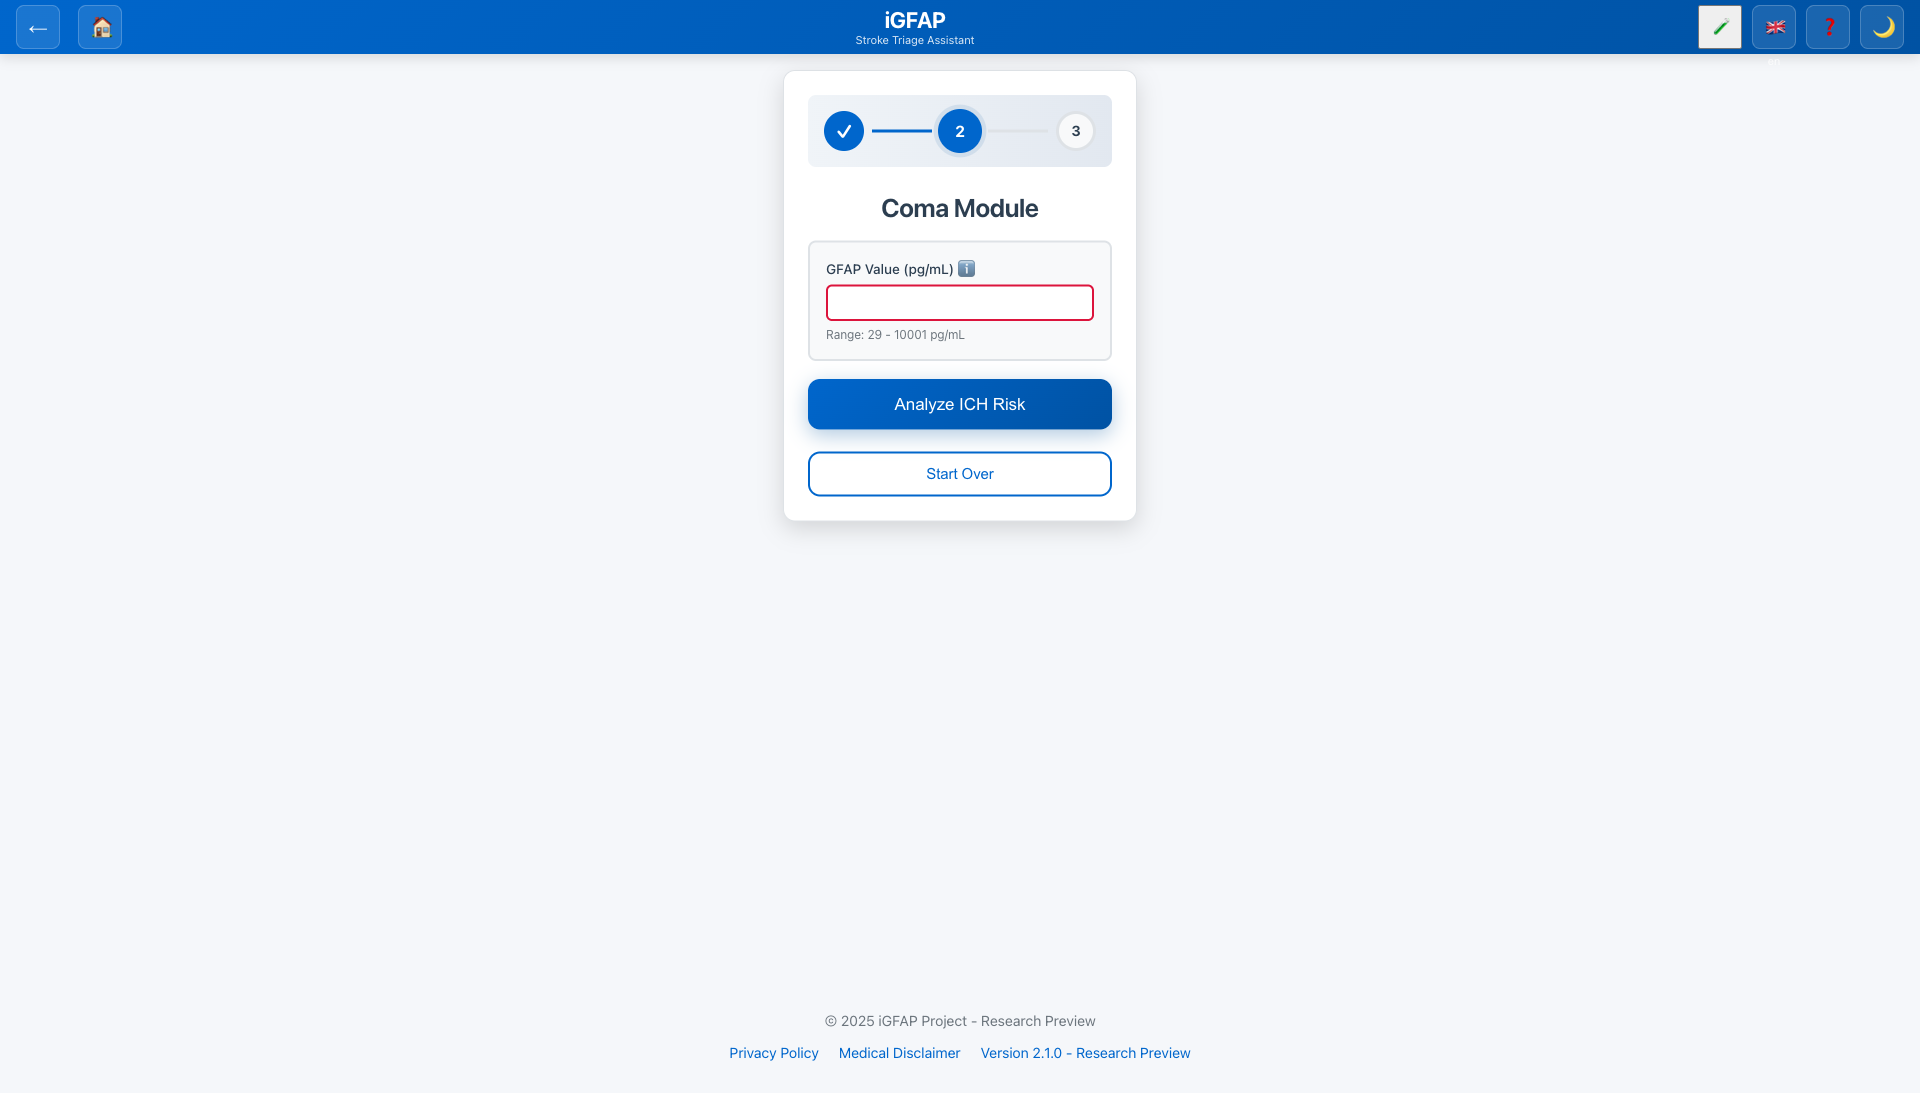 iGFAP
Stroke Triage Assistant
2
3
Coma Module
GFAP Value (pg/mL) ℹ️
Range: 29 - 10001 pg/mL
Analyze ICH Risk
Start Over
© 2025 iGFAP Project - Research Preview
Privacy Policy Medical Disclaimer Version 2.1.0 - Research Preview